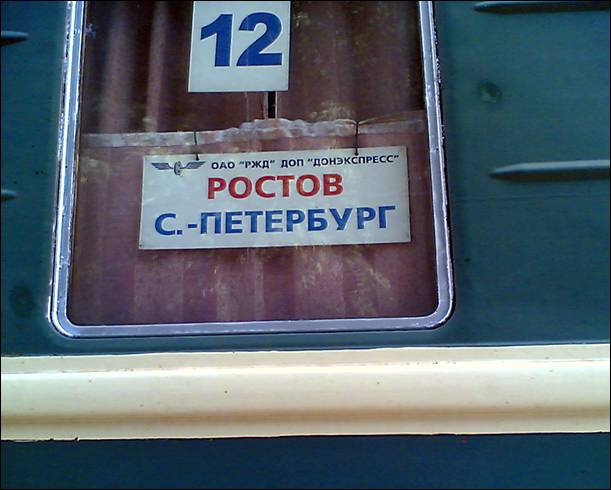 12
ОАО "РЖД" ДОП "ДОНЭКСПРЕСС"
РОСТОВ
С.-ПЕТЕРБУРГ